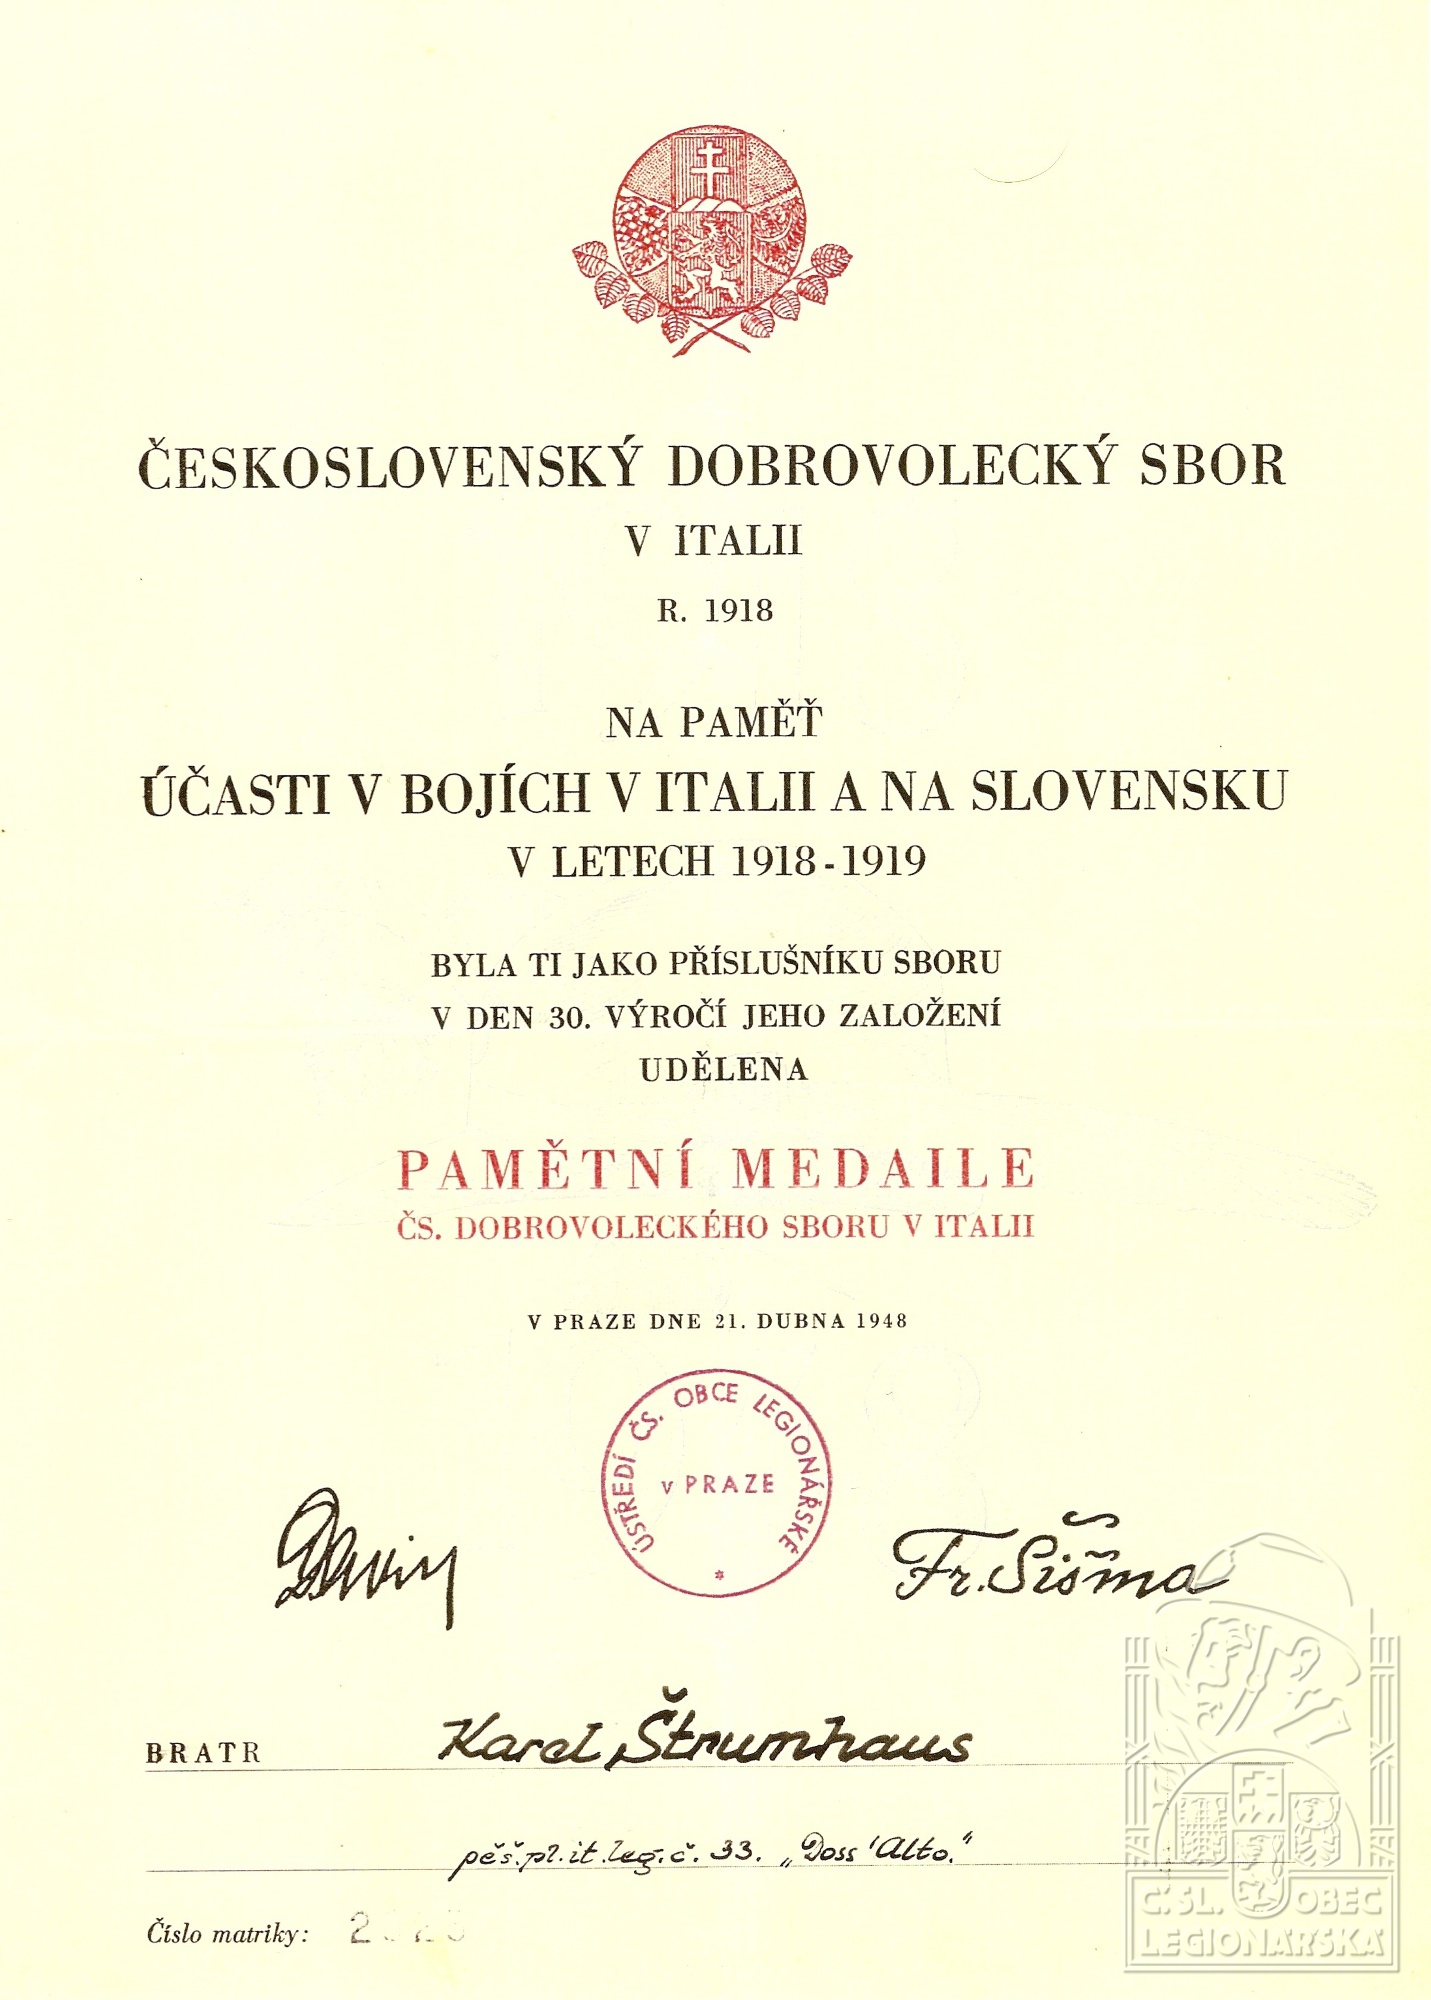 ČESKOSLOVENSKÝ DOBROVOLECKÝ SBOR
V ITALII
R. 1918
NA PAMĚŤ
ÚČASTI V BOJÍCH V ITALII A NA SLOVENSKU
V LETECH 1918-1919
BYLA TI JAKO PŘÍSLUŠNÍKU SBORU
V DEN 30. VÝROČÍ JEHO ZALOŽENÍ
UDĚLENA
PAMĚTNÍ MEDAILE
ČS. DOBROVOLECKÉHO SBORU V ITALII
V PRAZE DNE 21. DUBNA 1948
ÚSTŘEDÍ ČS. OBCE LEGIONÁŘSKÉ
V PRAZE
Fr. Šišma
BRATR Karel Štrumhaus
pěš.pl.it.leg.č. 33. „Doss'Alto."
Číslo matriky:
Č.SL. OBEC
LEGIONÁŘSKÁ